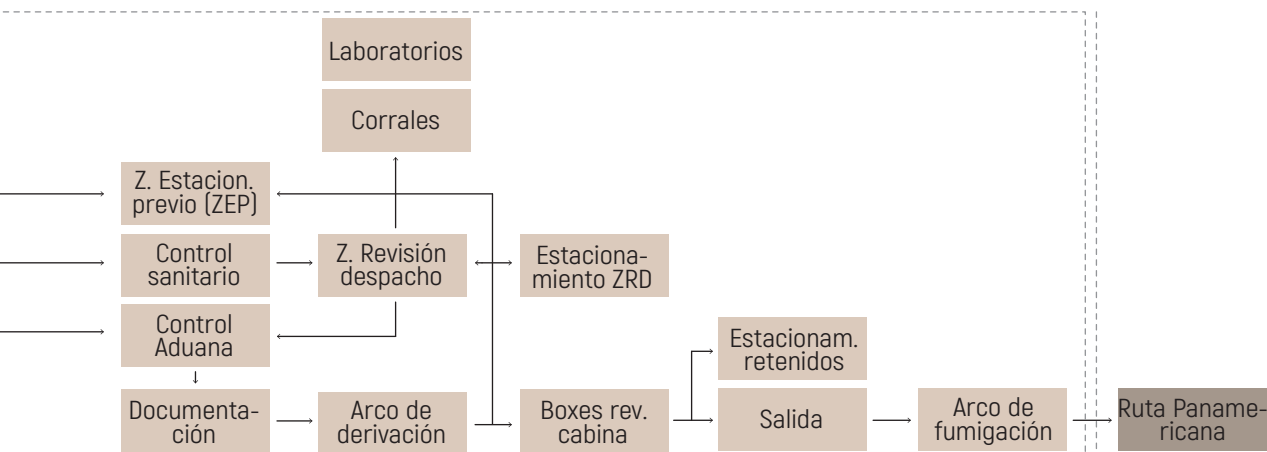 Laboratorios
Corrales
Z. Estacion.
previo (ZEP)
Control
sanitario
Z. Revisión
despacho
Estaciona-
miento ZRD
Control
Aduana
Estacionam.
retenidos
Documenta-
ción
Arco de
derivación
Boxes rev.
cabina
Salida
Arco de
fumigación
Ruta Paname-
ricana